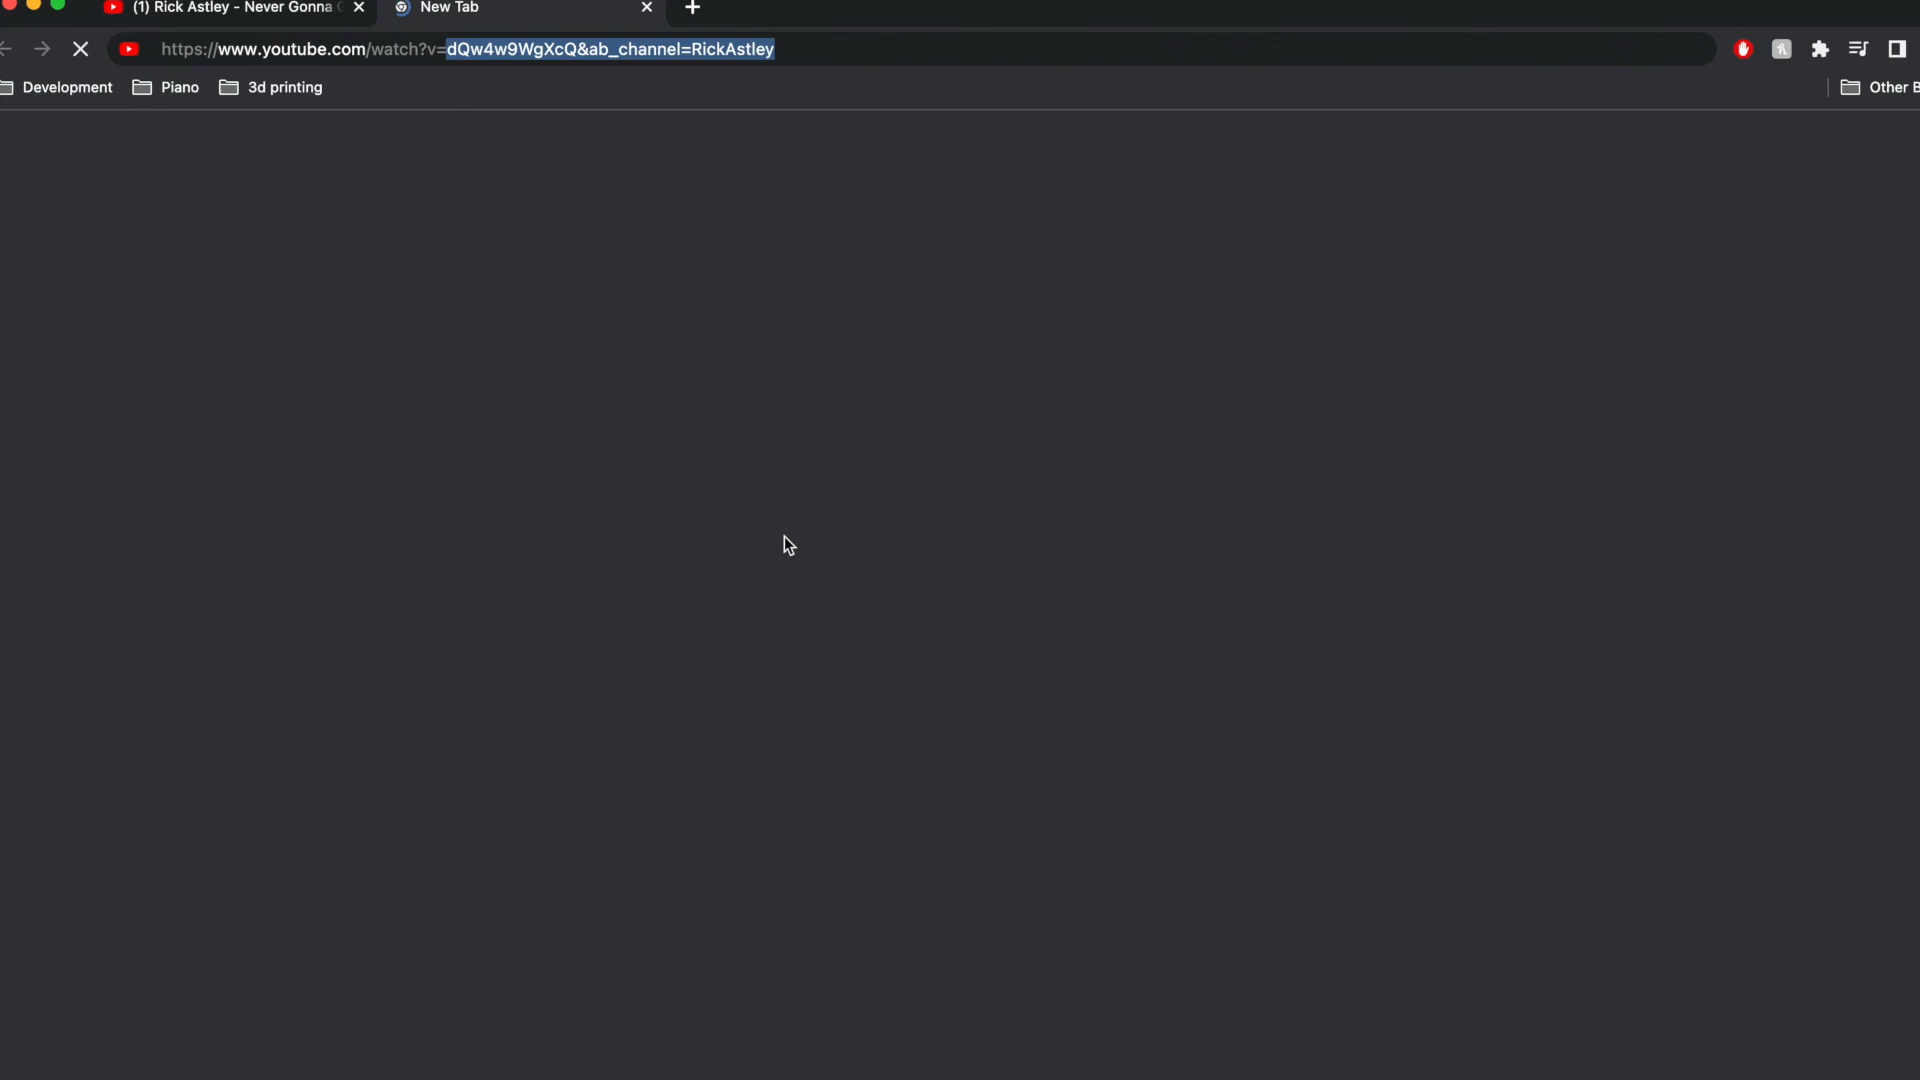 (1) Rick Astley - Never Gonna New Tab
https://www.youtube.com/watch?v=dQw4w9WgXcQ&ab_channel=RickAstley
Development Piano 3d printing Other B